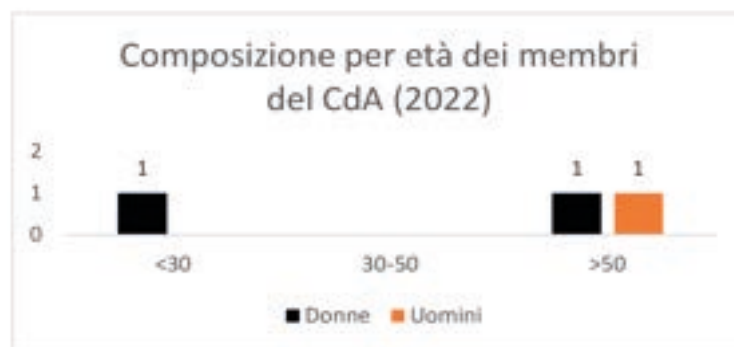 Composizione per età dei membri
del CdA (2022)
2
1
0
1
1
1
<30
30-50
>50
Donne
Uomini